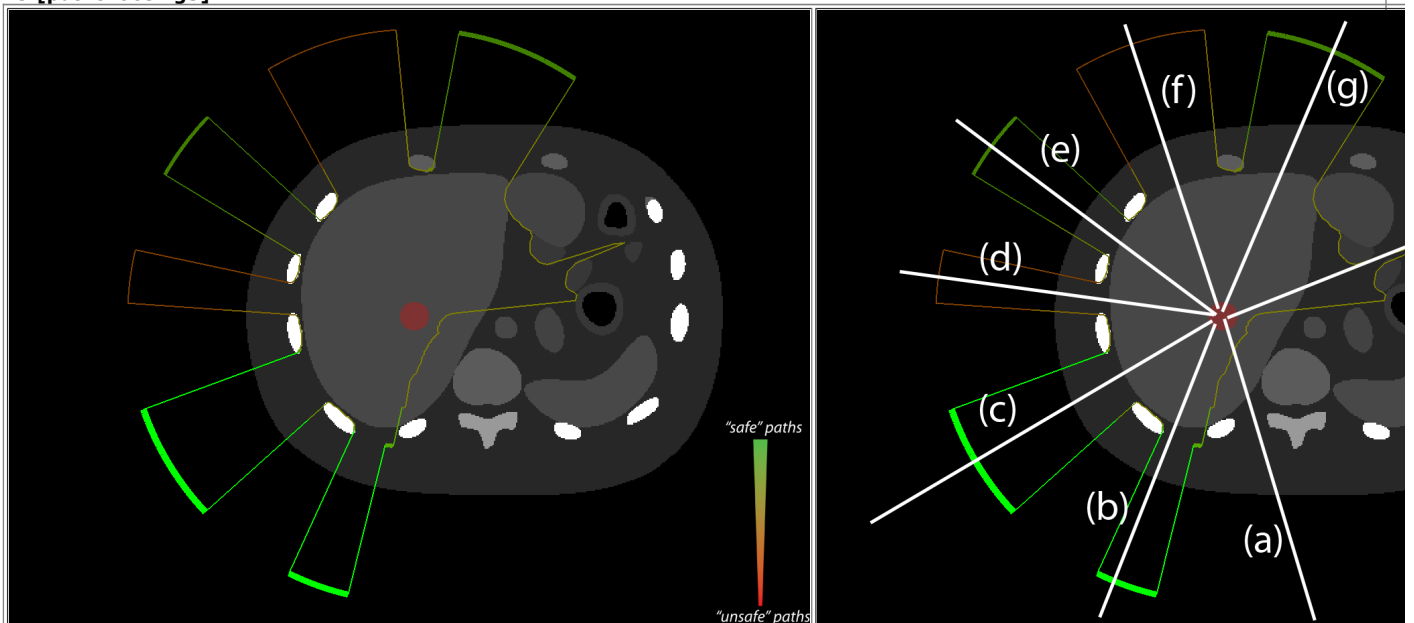 "safe" paths
"unsafe" paths
(f)
(g)
(e)
(d)
(c)
(b)
(a)